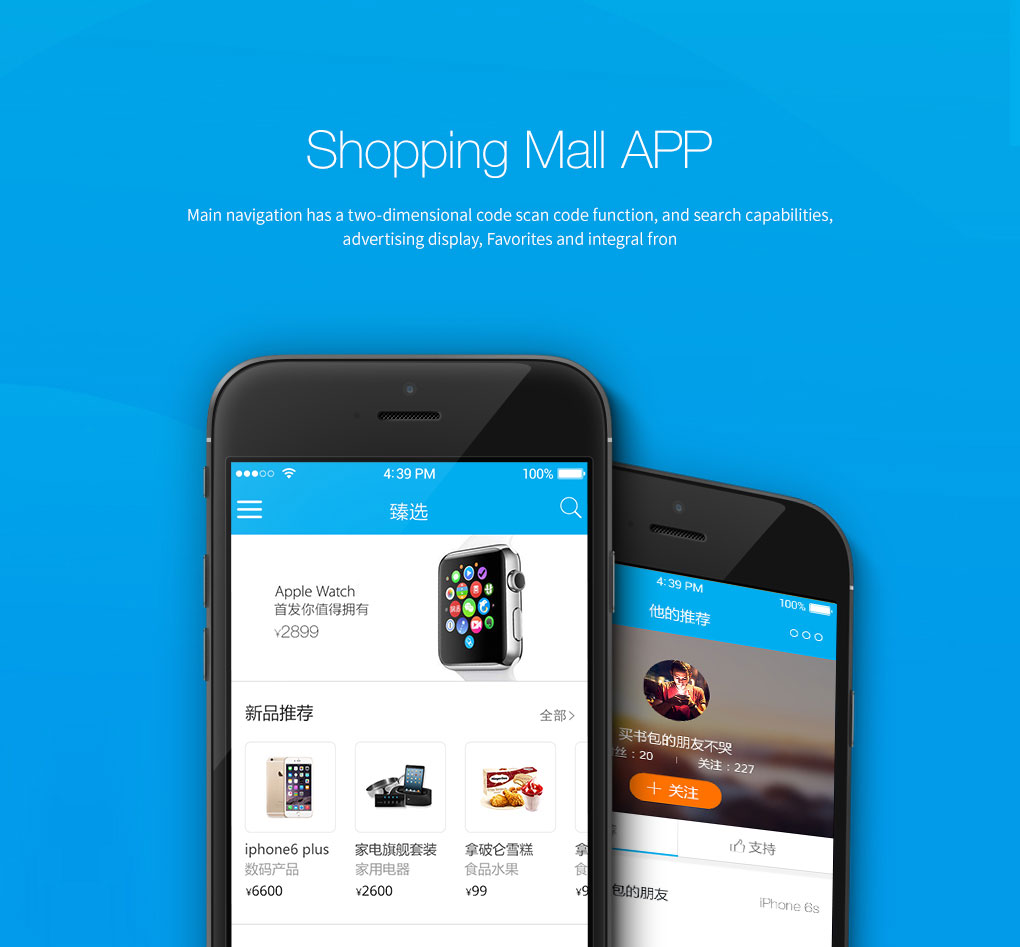 Shopping Mall APP
Main navigation has a two-dimensional code scan code function, and search capabilities,
advertising display, Favorites and integral fron
4:39 PM
100%
臻选
Apple Watch
首发你值得拥有
¥2899
新品推荐
全部>
iphone6 plus
数码产品
¥6600
家电旗舰套装
家用电器
¥2600
拿破仑雪糕
食品水果
¥99
拿
食
¥9
4:39 PM
100%
他的推荐
买书包的朋友不哭
丝：20
关注：227
+ 关注
支持
包的朋友
iPhone 6s